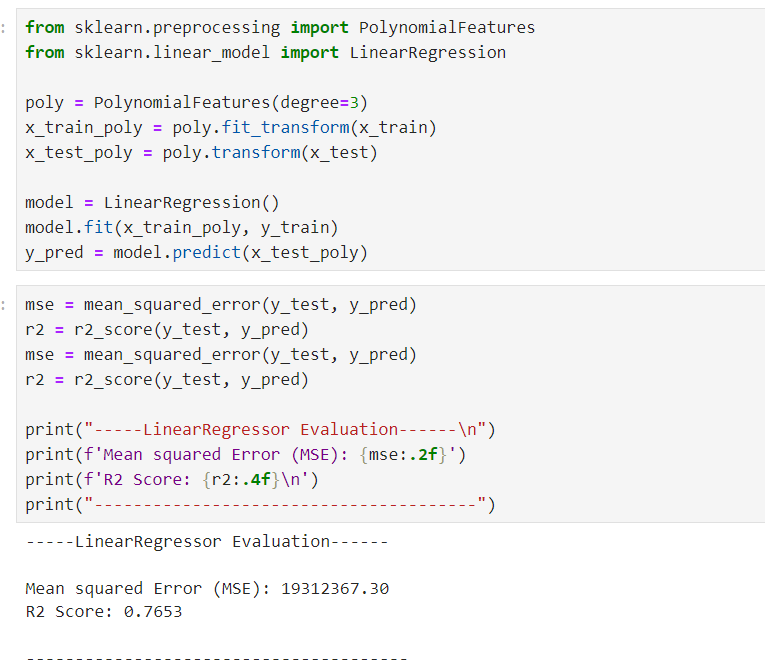 from sklearn.preprocessing import PolynomialFeatures
from sklearn.linear_model import LinearRegression
poly = PolynomialFeatures(degree=3)
x_train_poly = poly.fit_transform(x_train)
x_test_poly = poly.transform(x_test)
model = LinearRegression()
model.fit(x_train_poly, y_train)
y_pred = model.predict(x_test_poly)
mse = mean_squared_error(y_test, y_pred)
r2 = r2_score(y_test, y_pred)
mse = mean_squared_error(y_test, y_pred)
r2 = r2_score(y_test, y_pred)
print("-----LinearRegressor Evaluation------\n")
print(f'Mean squared Error (MSE): {mse:.2f}')
print(f'R2 Score: {r2:.4f}\n')
print("---------------------------------------")
-----LinearRegressor Evaluation------
Mean squared Error (MSE): 19312367.30
R2 Score: 0.7653
---------------------------------------